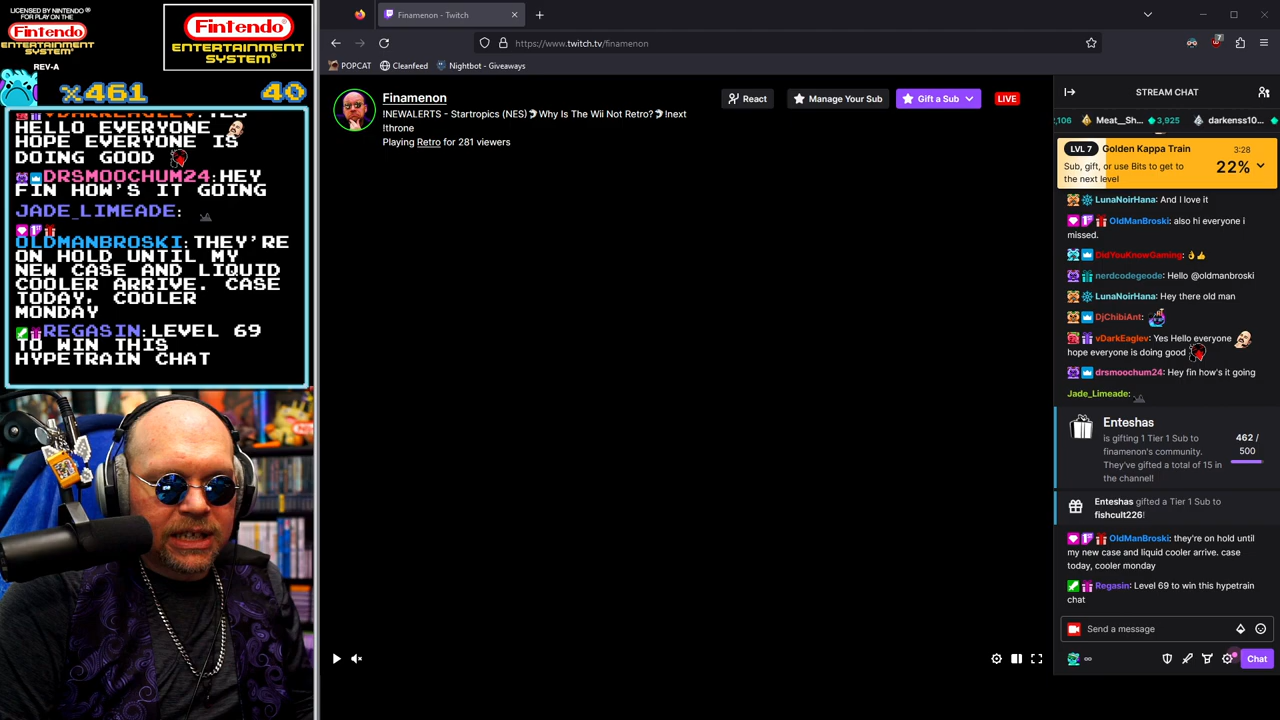 LICENSED BY NINTENDO®
FOR PLAY ON THE
Fintendo®
ENTERTAINMENT
SYSTEM®
REV-A
Fintendo®
ENTERTAINMENT
SYSTEM®
x461
40
VDARKEAGLEV:YES
HELLO EVERYONE
HOPE EVERYONE IS
DOING GOOD
DRSMOOCHUM24:HEY
FIN HOW'S IT GOING
JADE_LIMEADE:
OLDMANBROSKI:THEY'RE
ON HOLD UNTIL MY
NEW CASE AND LIQUID
COOLER ARRIVE. CASE
TODAY, COOLER
MONDAY
REGASIN:LEVEL 69
TO WIN THIS
HYPETRAIN CHAT
Finamenon - Twitch
https://www.twitch.tv/finamenon
7
POPCAT
Cleanfeed
Nightbot - Giveaways
Finamenon
!NEWALERTS - Startropics (NES) Why Is The Wii Not Retro? !next
!throne
Playing Retro for 281 viewers
React
Manage Your Sub
Gift a Sub
LIVE
STREAM CHAT
,106 Meat__Sh... 3,925 darkenss10...
LVL 7 Golden Kappa Train 3:28
Sub, gift, or use Bits to get to
the next level
22%
LunaNoirHana: And I love it
OldManBroski: also hi everyone i
missed.
DidYouKnowGaming:
nerdcodegeode: Hello @oldmanbroski
LunaNoirHana: Hey there old man
DjChibiAnt:
vDarkEaglev: Yes Hello everyone
hope everyone is doing good
drsmoochum24: Hey fin how's it going
Jade_Limeade:
Enteshas
is gifting 1 Tier 1 Sub to
finamenon's community.
They've gifted a total of 15 in
the channel!
462 /
500
Enteshas gifted a Tier 1 Sub to
fishcult226!
OldManBroski: they're on hold until
my new case and liquid cooler arrive. case
today, cooler monday
Regasin: Level 69 to win this hypetrain
chat
Send a message
Chat